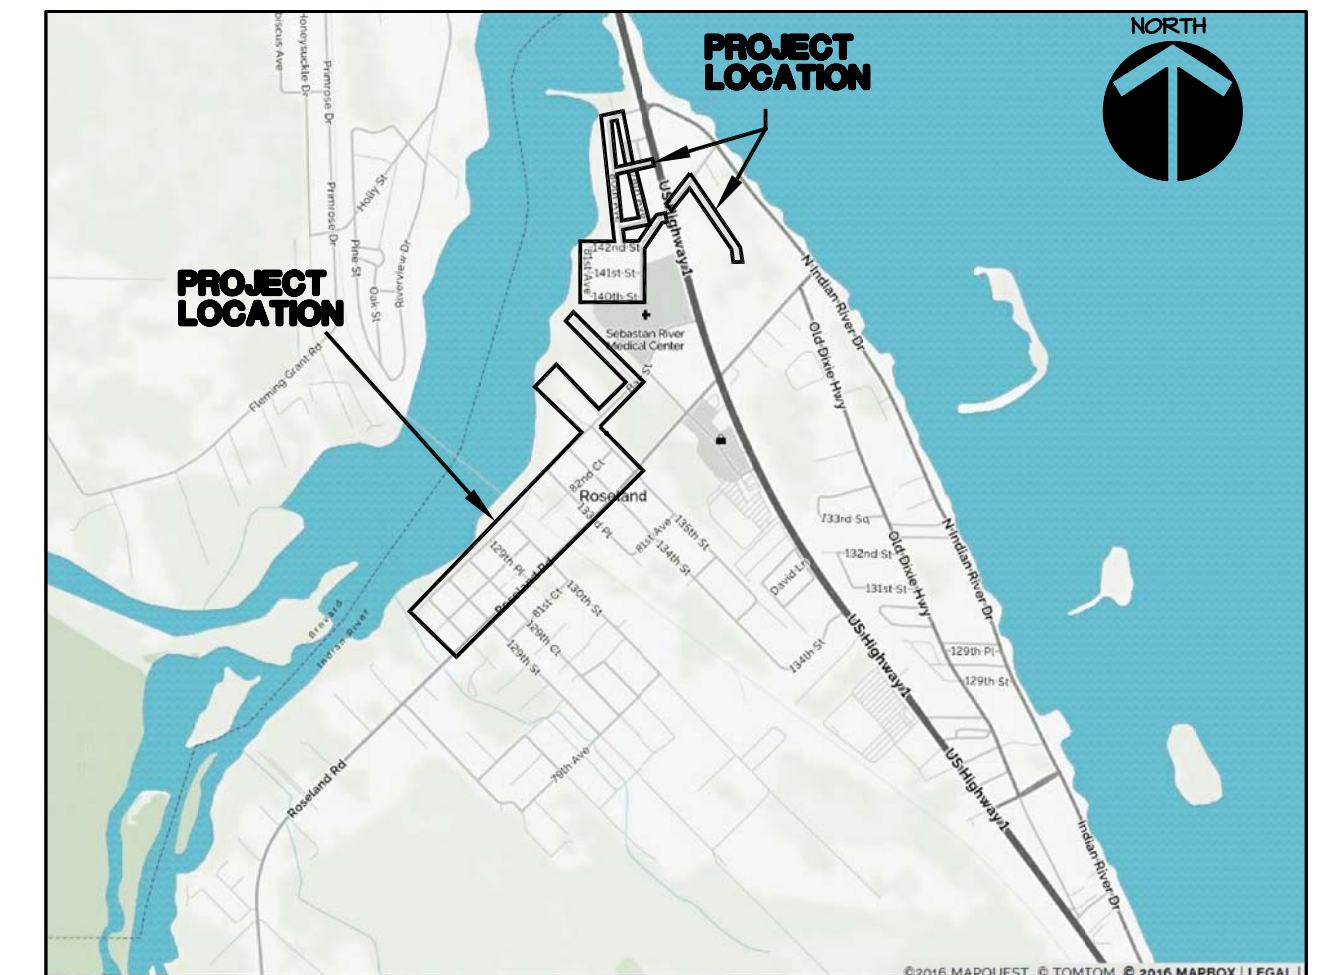 NORTH
PROJECT
LOCATION
Honeysuckle Dr
Primrose Dr
Primrose Dr
Holly St
Pine St
Oak St
Riverview Dr
Fleming Grant Rd
PROJECT
LOCATION
US Highway 1
142nd St
81st Ave
141st St
140th St
Sebastan River
Medical Center
N Indian River Dr
Old Dixie Hwy
82nd Ct
Roseland
133rd Pl
81st Ave
135th St
134th St
David Ln
133rd Sq
132nd St
131st St
Old Dixie Hwy
N Indian River Dr
129th Pl
Roseland Rd
81st Ct
130th St
129th Ct
129th St
134th St
US Highway 1
129th Pl
129th St
Brevard
Indian River
79th Ave
Roseland Rd
US Highway 1
Indian River Dr
©2016 MAPQUEST © TOMTOM © 2016 MAPBOX | LEGAL